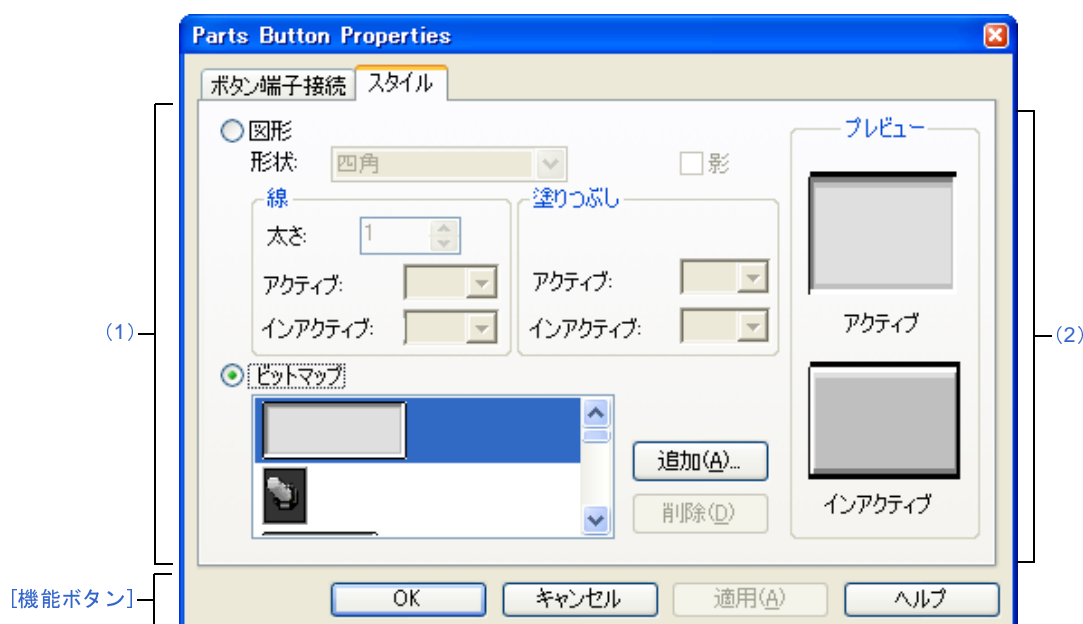 Parts Button Properties
ボタン端子接続 スタイル
図形
形状: 四角 影
線
太さ: 1
アクティブ:
インアクティブ:
塗りつぶし
アクティブ:
インアクティブ:
ビットマップ
追加(A)...
削除(D)
プレビュー
アクティブ
インアクティブ
OK キャンセル 適用(A) ヘルプ
(1)
(2)
[機能ボタン]